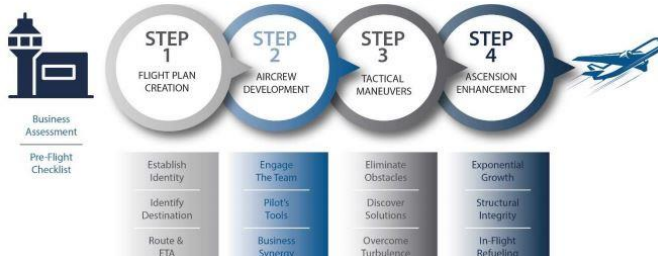 Business
Assessment
Pre-Flight
Checklist
STEP
1
FLIGHT PLAN
CREATION
STEP
2
AIRCREW
DEVELOPMENT
STEP
3
TACTICAL
MANEUVERS
STEP
4
ASCENSION
ENHANCEMENT
Establish
Identity
Identify
Destination
Route &
ETA
Engage
The Team
Pilot's
Tools
Business
Synergy
Eliminate
Obstacles
Discover
Solutions
Overcome
Turbulence
Exponential
Growth
Structural
Integrity
In-Flight
Refueling